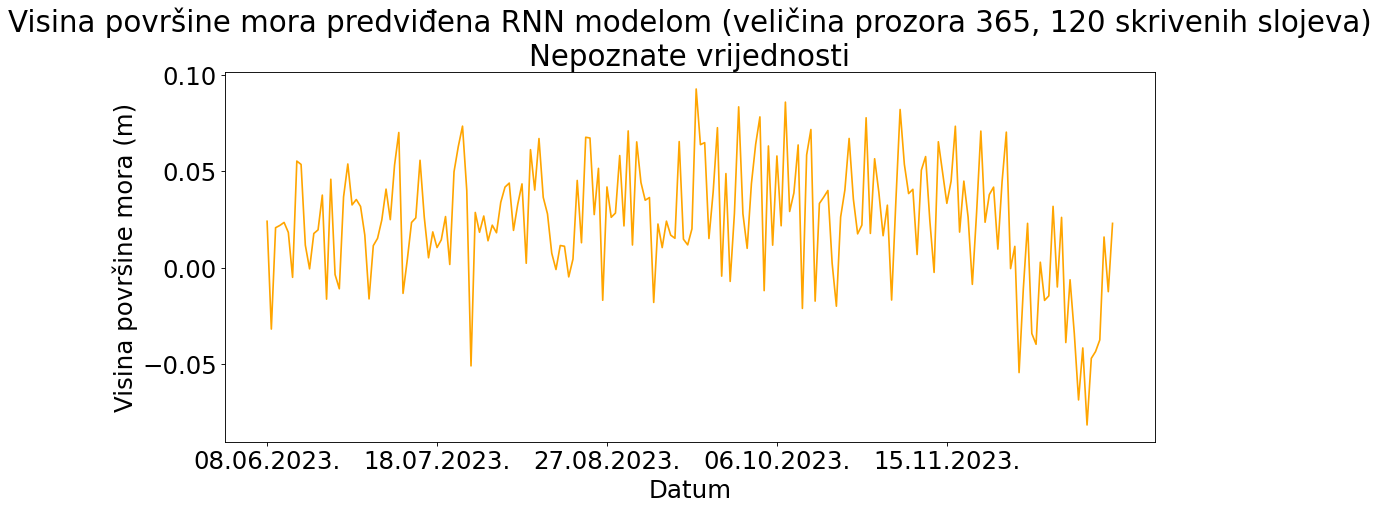 Visina površine mora predviđena RNN modelom (veličina prozora 365, 120 skrivenih slojeva)
Nepoznate vrijednosti
0.10
0.05
0.00
−0.05
Visina površine mora (m)
08.06.2023. 18.07.2023. 27.08.2023. 06.10.2023. 15.11.2023.
Datum